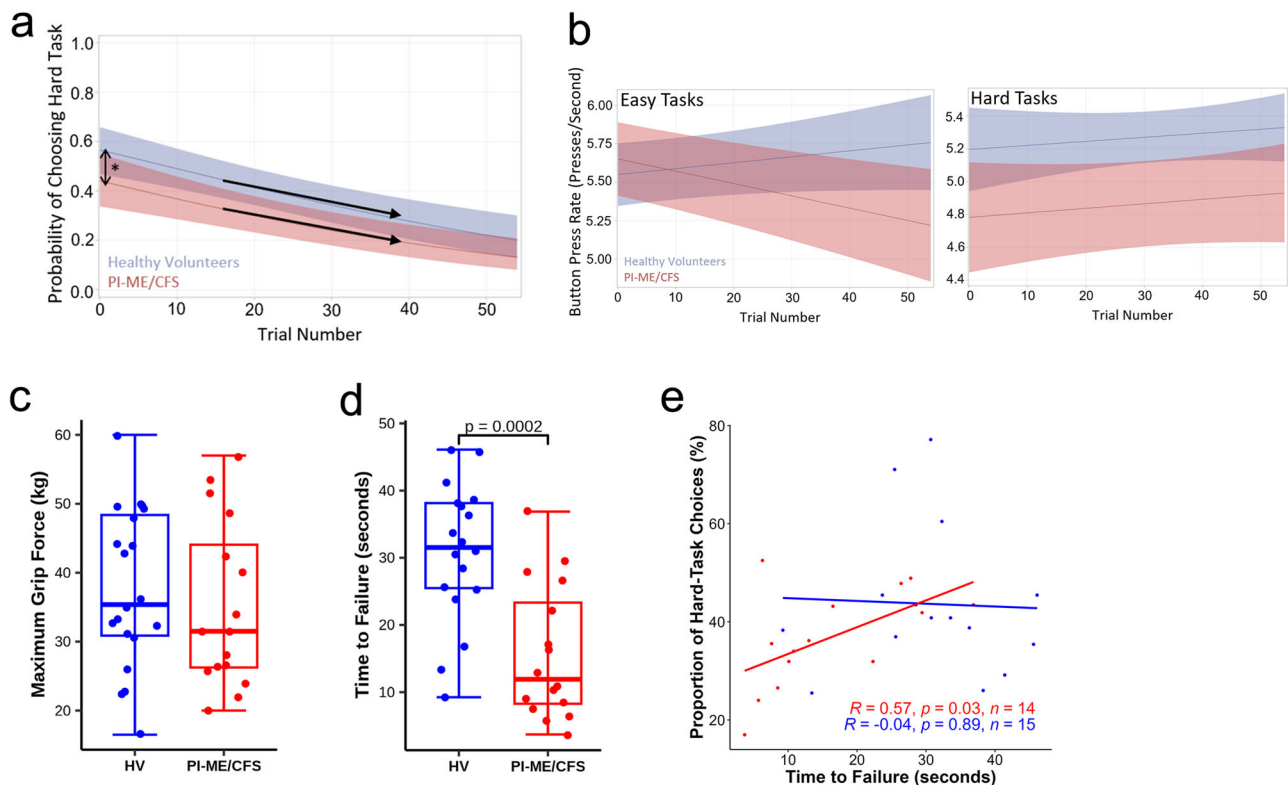 a
Probability of Choosing Hard Task
1.0
0.8
0.6
0.4
0.2
0.0
*
Healthy Volunteers
PI-ME/CFS
0 10 20 30 40 50
Trial Number
b
Button Press Rate (Presses/Second)
Easy Tasks
6.00
5.75
5.50
5.25
5.00
Healthy Volunteers
PI-ME/CFS
0 10 20 30 40 50
Trial Number
Hard Tasks
5.4
5.2
5.0
4.8
4.6
4.4
0 10 20 30 40 50
Trial Number
c
Maximum Grip Force (kg)
60
50
40
30
20
HV PI-ME/CFS
d
Time to Failure (seconds)
50
40
30
20
10
p = 0.0002
HV PI-ME/CFS
e
Proportion of Hard-Task Choices (%)
80
60
40
20
R = 0.57, p = 0.03, n = 14
R = -0.04, p = 0.89, n = 15
10 20 30 40
Time to Failure (seconds)